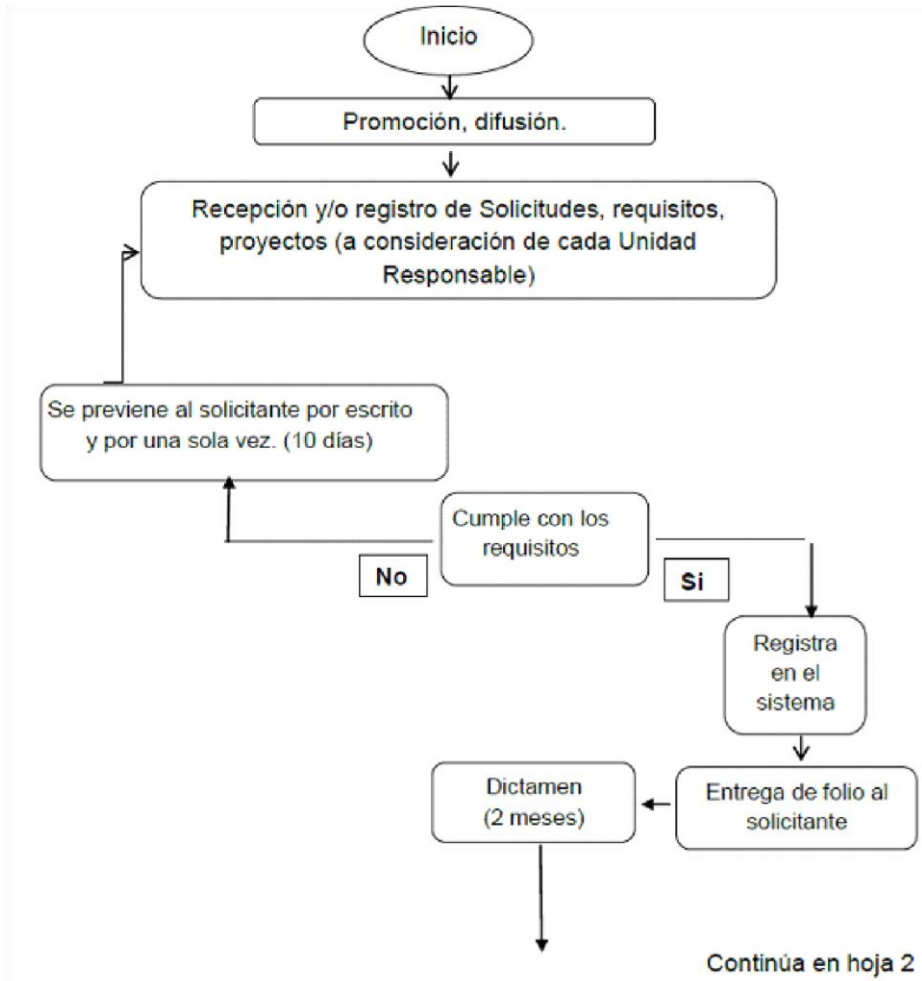 Inicio
Promoción, difusión.
Recepción y/o registro de Solicitudes, requisitos,
proyectos (a consideración de cada Unidad
Responsable)
Se previene al solicitante por escrito
y por una sola vez. (10 días)
Cumple con los
requisitos
No
Si
Registra
en el
sistema
Entrega de folio al
solicitante
Dictamen
(2 meses)
Continúa en hoja 2